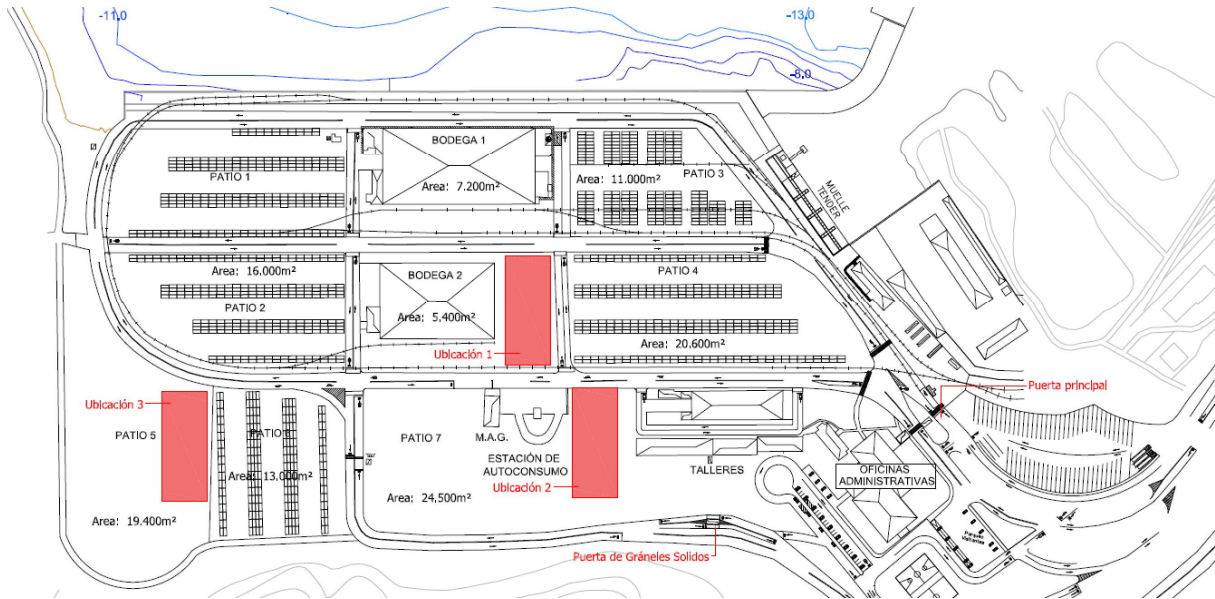 -11.0
-13.0
-8.0
BODEGA 1
Area: 7.200m²
PATIO 1
Area: 11.000m²
PATIO 3
MUELLE
TENDER
Area: 16,000m²
PATIO 2
BODEGA 2
Area: 5,400m²
Ubicación 1
PATIO 4
Area: 20.600m²
Ubicación 3
PATIO 5
Area: 19.400m²
Area: 13,000m²
PATIO 7
Area: 24,500m²
M.A.G.
ESTACIÓN DE
AUTOCONSUMO
Ubicación 2
TALLERES
OFICINAS
ADMINISTRATIVAS
Puerta principal
Puerta de Gráneles Solidos
Parqueo
Visitantes